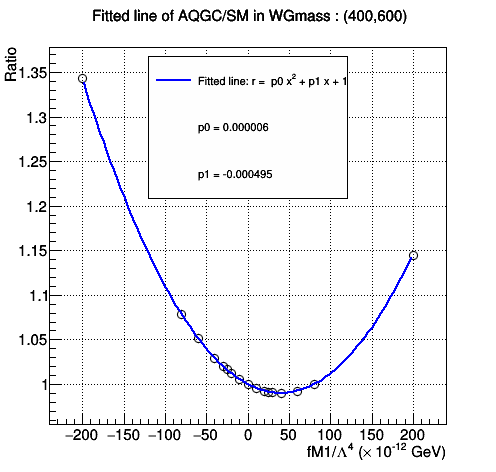 Fitted line of AQGC/SM in WGmass : (400,600)
Ratio
Fitted line: r = p0 x² + p1 x + 1
p0 = 0.000006
p1 = -0.000495
1.35
1.3
1.25
1.2
1.15
1.1
1.05
1
−200 −150 −100 −50 0 50 100 150 200
fM1/Λ⁴ (× 10⁻¹² GeV)